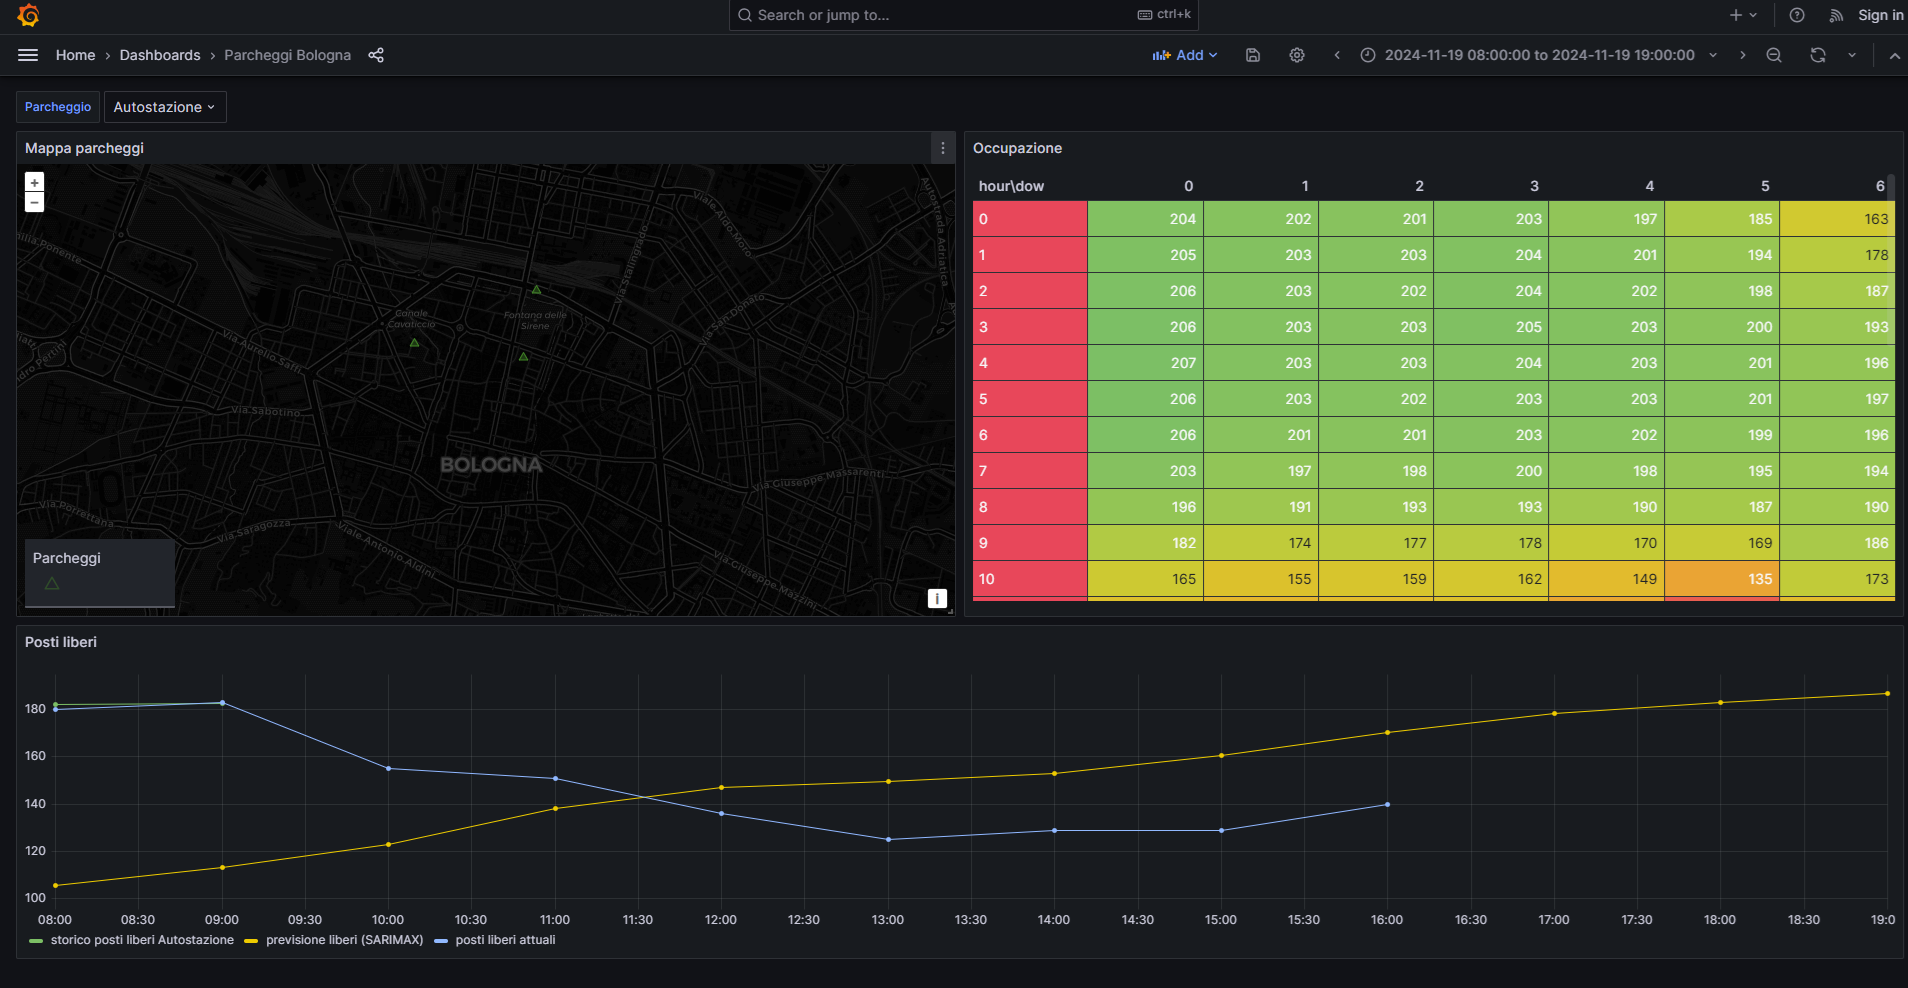 Search or jump to...
ctrl+k
Sign in
Home › Dashboards › Parcheggi Bologna
Add
2024-11-19 08:00:00 to 2024-11-19 19:00:00
Parcheggio
Autostazione
Mappa parcheggi
+
−
Viale Aldo Moro
Autostrada Adriatica
Via Stalingrado
Via San Donato
Canale
Cavaticcio
Fontana delle
Sirene
Via Aurelio Saffi
Via Sabotino
BOLOGNA
Via Giuseppe Massarenti
Via Porrettana
Via Saragozza
Viale Antonio Aldini
Via Giuseppe Mazzini
Parcheggi
i
Occupazione
hour\dow 0 1 2 3 4 5 6
0 204 202 201 203 197 185 163
1 205 203 203 204 201 194 178
2 206 203 202 204 202 198 187
3 206 203 203 205 203 200 193
4 207 203 203 204 203 201 196
5 206 203 202 203 203 201 197
6 206 201 201 203 202 199 196
7 203 197 198 200 198 195 194
8 196 191 193 193 190 187 190
9 182 174 177 178 170 169 186
10 165 155 159 162 149 135 173
Posti liberi
180
160
140
120
100
08:00 08:30 09:00 09:30 10:00 10:30 11:00 11:30 12:00 12:30 13:00 13:30 14:00 14:30 15:00 15:30 16:00 16:30 17:00 17:30 18:00 18:30 19:0
storico posti liberi Autostazione previsione liberi (SARIMAX) posti liberi attuali